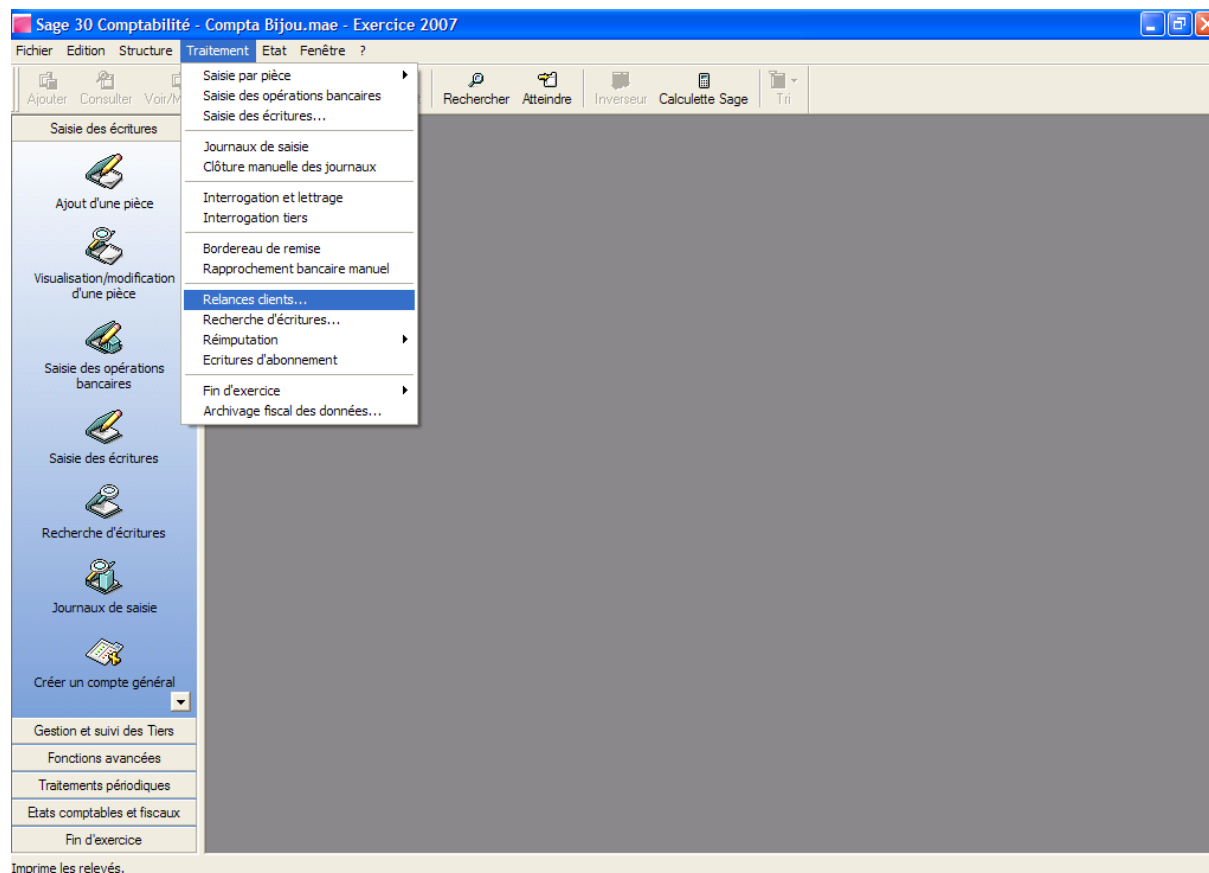 Sage 30 Comptabilité - Compta Bijou.mae - Exercice 2007
Fichier Edition Structure Traitement Etat Fenêtre ?
Ajouter Consulter Rechercher Atteindre Inverseur Calculette Sage Tri
Saisie par pièce
Saisie des opérations bancaires
Saisie des écritures...
Journaux de saisie
Clôture manuelle des journaux
Interrogation et lettrage
Interrogation tiers
Bordereau de remise
Rapprochement bancaire manuel
Relances clients...
Recherche d'écritures...
Réimputation
Ecritures d'abonnement
Fin d'exercice
Archivage fiscal des données...
Saisie des écritures
Ajout d'une pièce
Visualisation/modification
d'une pièce
Saisie des opérations
bancaires
Saisie des écritures
Recherche d'écritures
Journaux de saisie
Créer un compte général
Gestion et suivi des Tiers
Fonctions avancées
Traitements périodiques
Etats comptables et fiscaux
Fin d'exercice
Imprime les relevés.